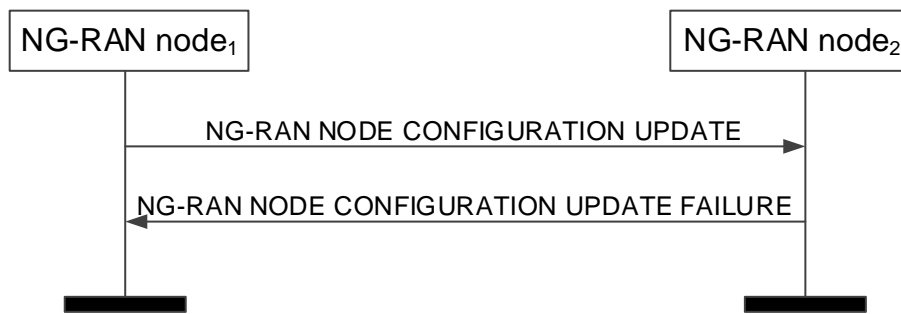 NG-RAN node₁
NG-RAN node₂
NG-RAN NODE CONFIGURATION UPDATE
NG-RAN NODE CONFIGURATION UPDATE FAILURE